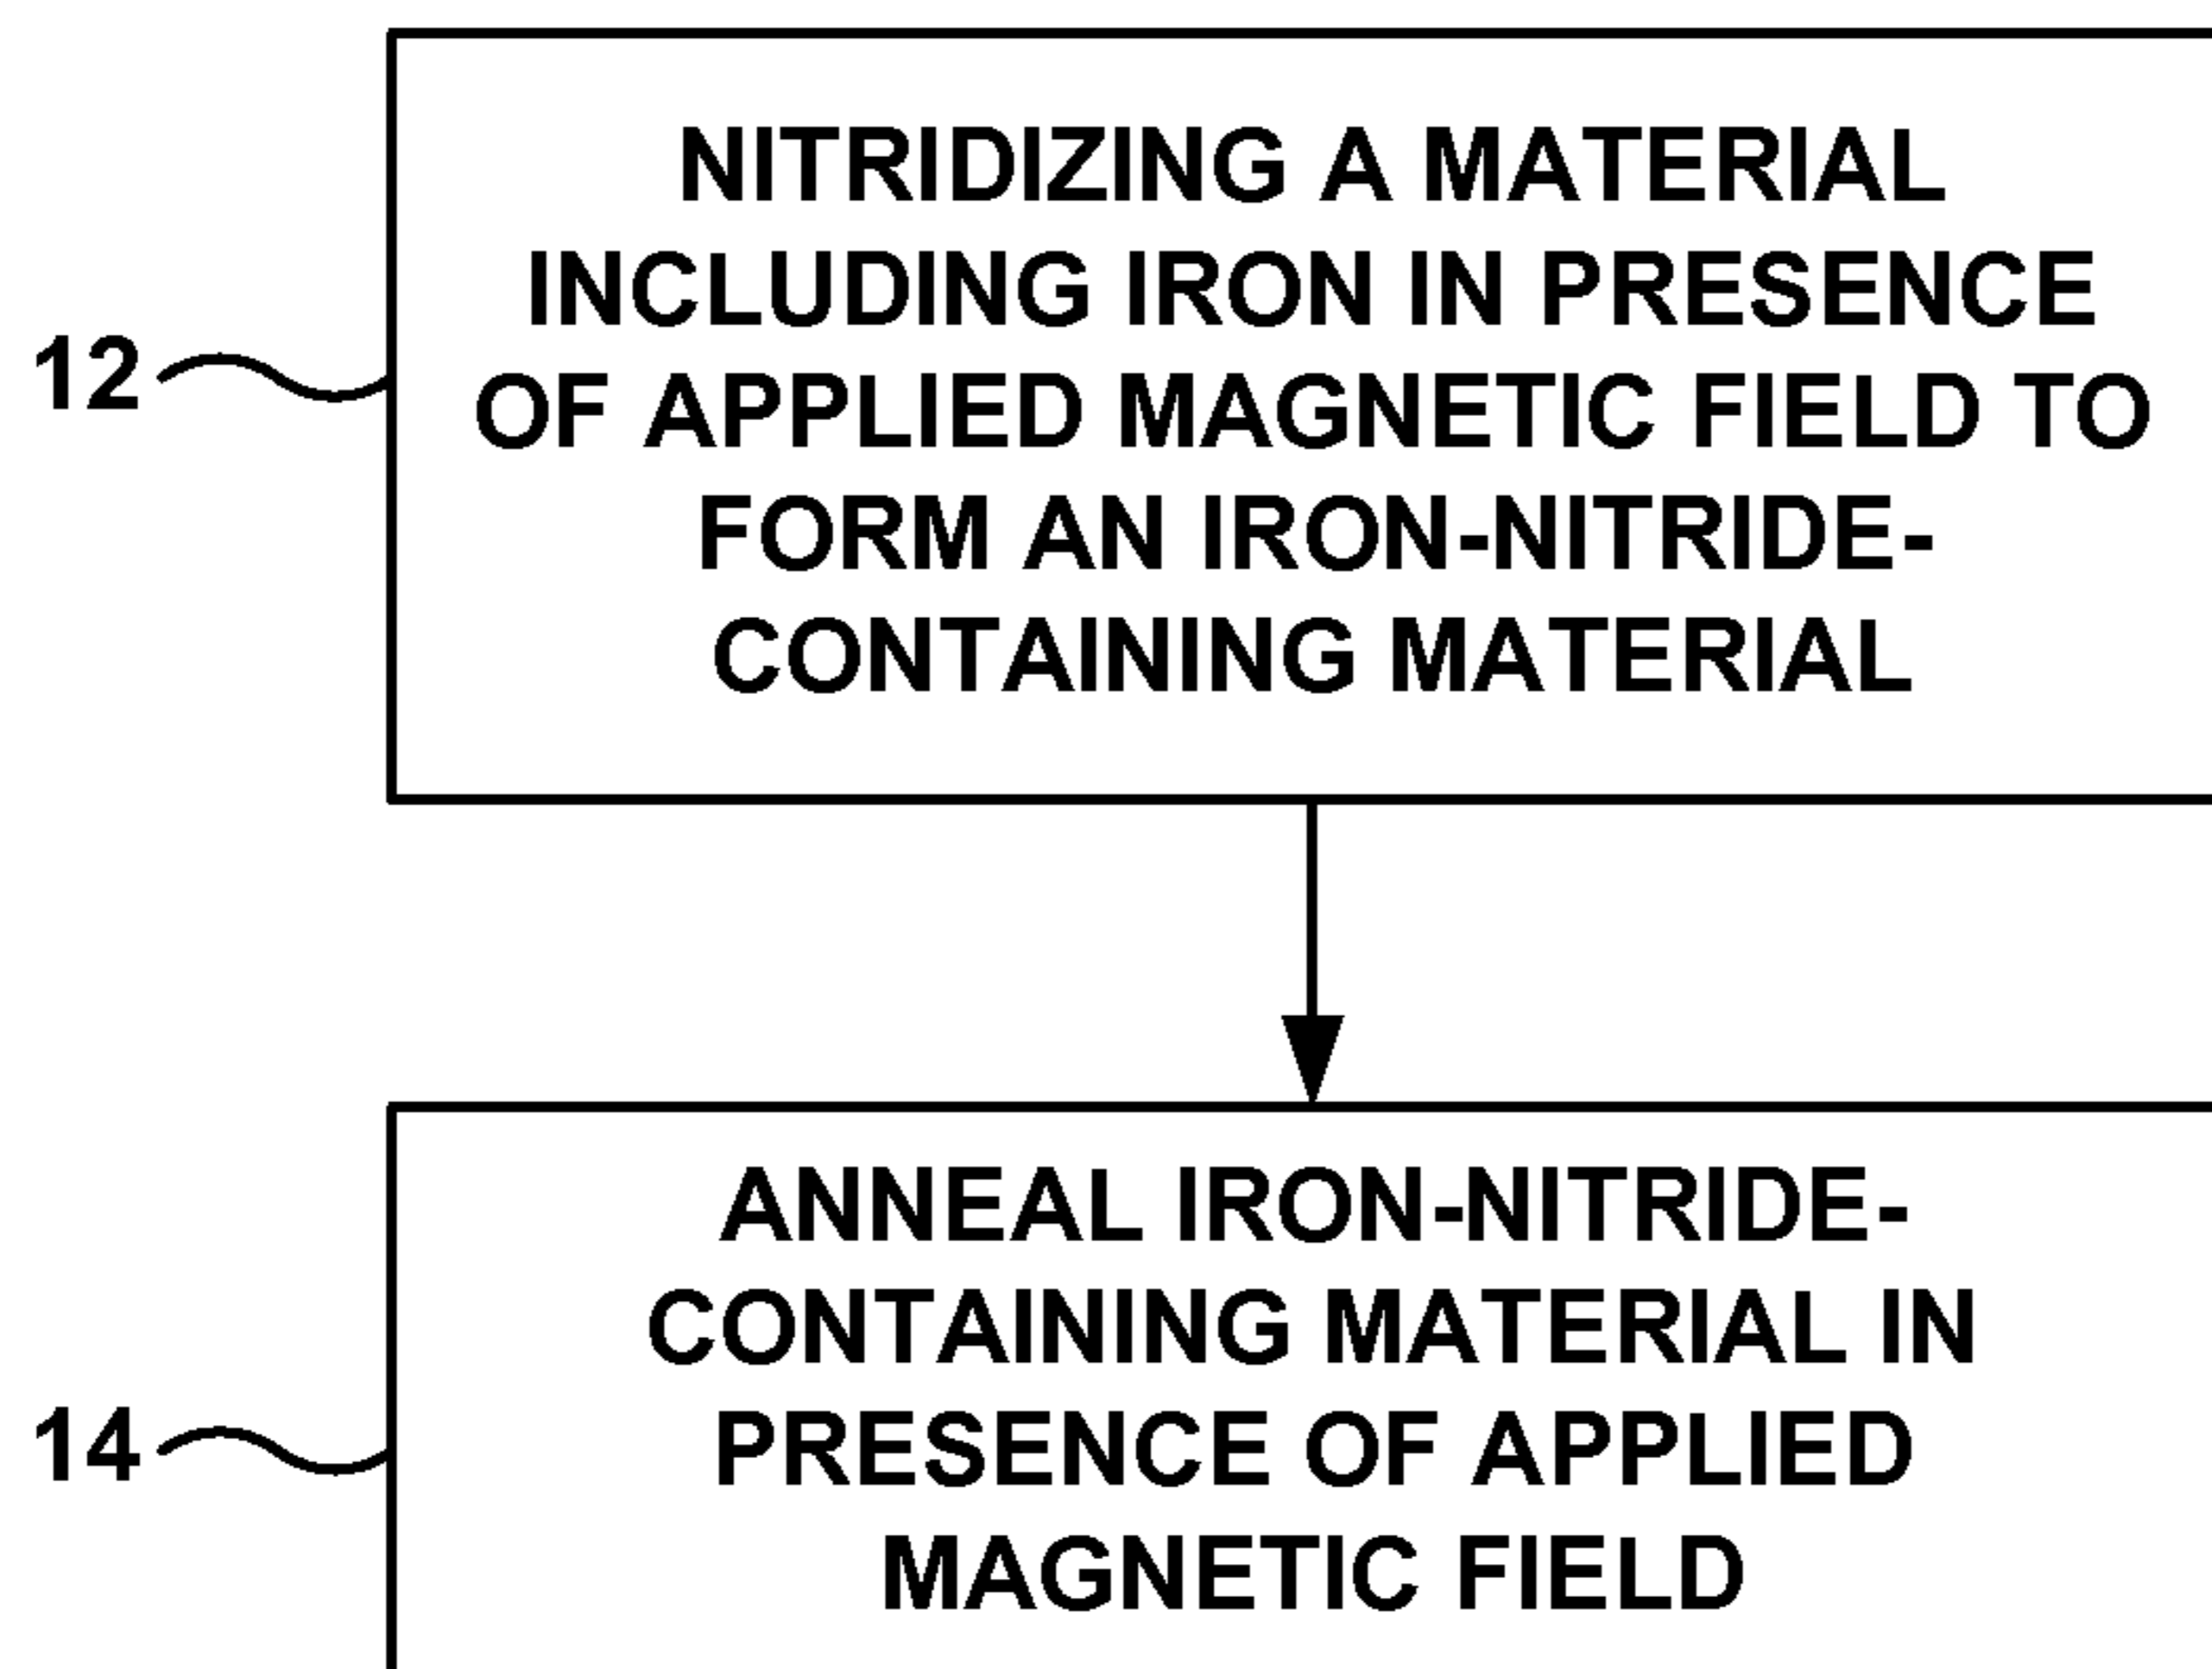 NITRIDIZING A MATERIAL
INCLUDING IRON IN PRESENCE
12
OF APPLIED MAGNETIC FIELD TO
FORM AN IRON-NITRIDE-
CONTAINING MATERIAL
ANNEAL IRON-NITRIDE-
CONTAINING MATERIAL IN
14
PRESENCE OF APPLIED
MAGNETIC FIELD